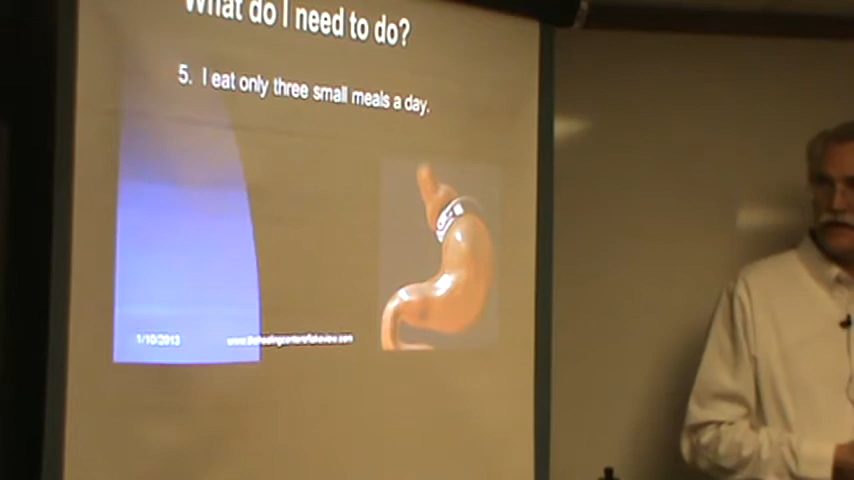 What do I need to do?
5. I eat only three small meals a day.
1/10/2013